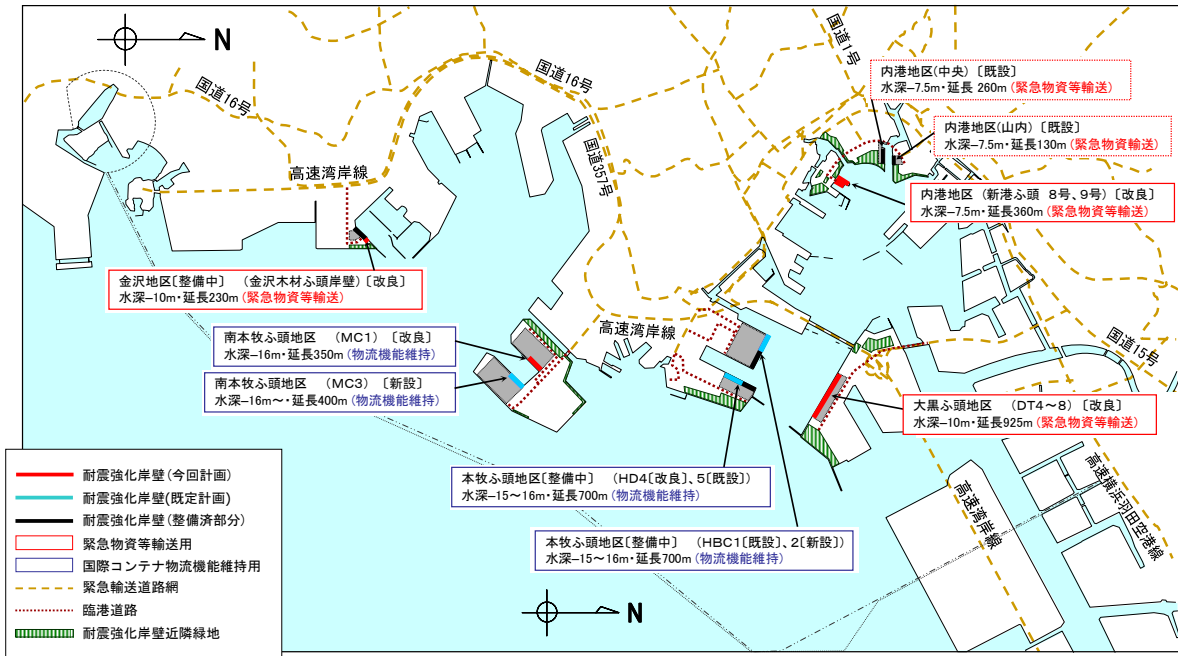 N
国道16号
国道16号
国道1号
国道357号
高速湾岸線
内港地区(中央) 〔既設〕
水深−7.5m・延長 260m (緊急物資等輸送)
内港地区(山内) 〔既設〕
水深−7.5m・延長130m (緊急物資等輸送)
内港地区 (新港ふ頭 8号、9号) 〔改良〕
水深−7.5m・延長360m (緊急物資等輸送)
金沢地区〔整備中〕 (金沢木材ふ頭岸壁) 〔改良〕
水深−10m・延長230m (緊急物資等輸送)
南本牧ふ頭地区 (MC1) 〔改良〕
水深−16m・延長350m (物流機能維持)
南本牧ふ頭地区 (MC3) 〔新設〕
水深−16m〜・延長400m (物流機能維持)
高速湾岸線
国道15号
大黒ふ頭地区 (DT4〜8) 〔改良〕
水深−10m・延長925m (緊急物資等輸送)
本牧ふ頭地区〔整備中〕 (HD4〔改良〕、5〔既設〕)
水深−15〜16m・延長700m (物流機能維持)
本牧ふ頭地区〔整備中〕 (HBC1〔既設〕、2〔新設〕)
水深−15〜16m・延長700m (物流機能維持)
高速湾岸線
高速横浜羽田空港線
耐震強化岸壁(今回計画)
耐震強化岸壁(既定計画)
耐震強化岸壁(整備済部分)
緊急物資等輸送用
国際コンテナ物流機能維持用
緊急輸送道路網
臨港道路
耐震強化岸壁近隣緑地
N